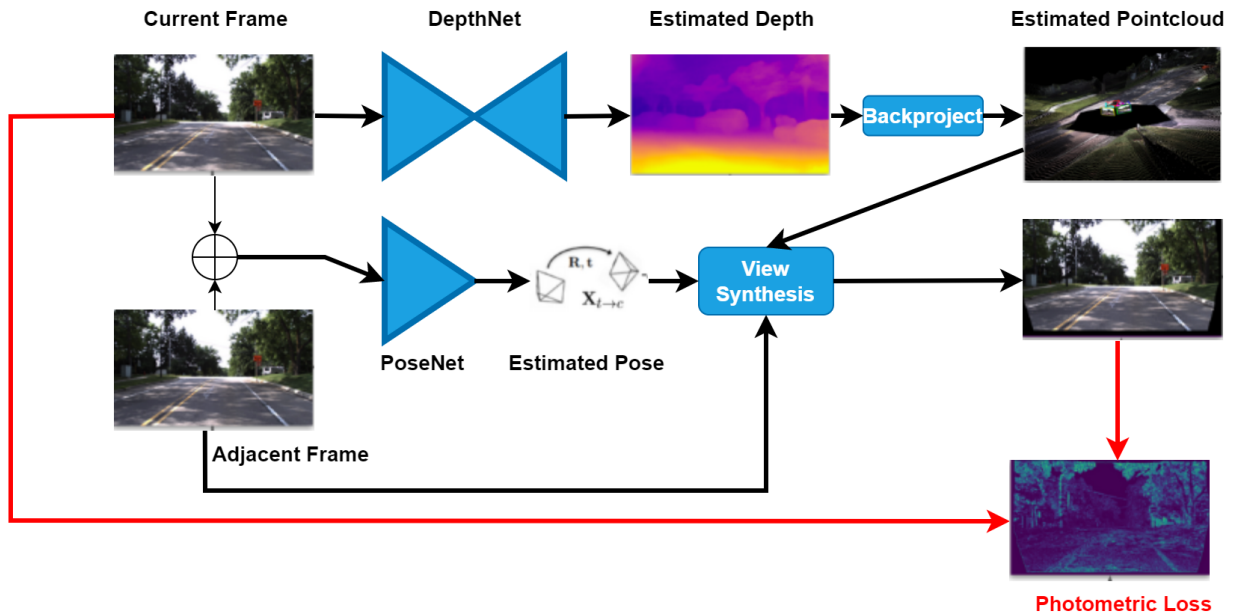 Current Frame
DepthNet
Estimated Depth
Estimated Pointcloud
Backproject
R, t
X_{t→c}
View
Synthesis
PoseNet
Estimated Pose
Adjacent Frame
Photometric Loss